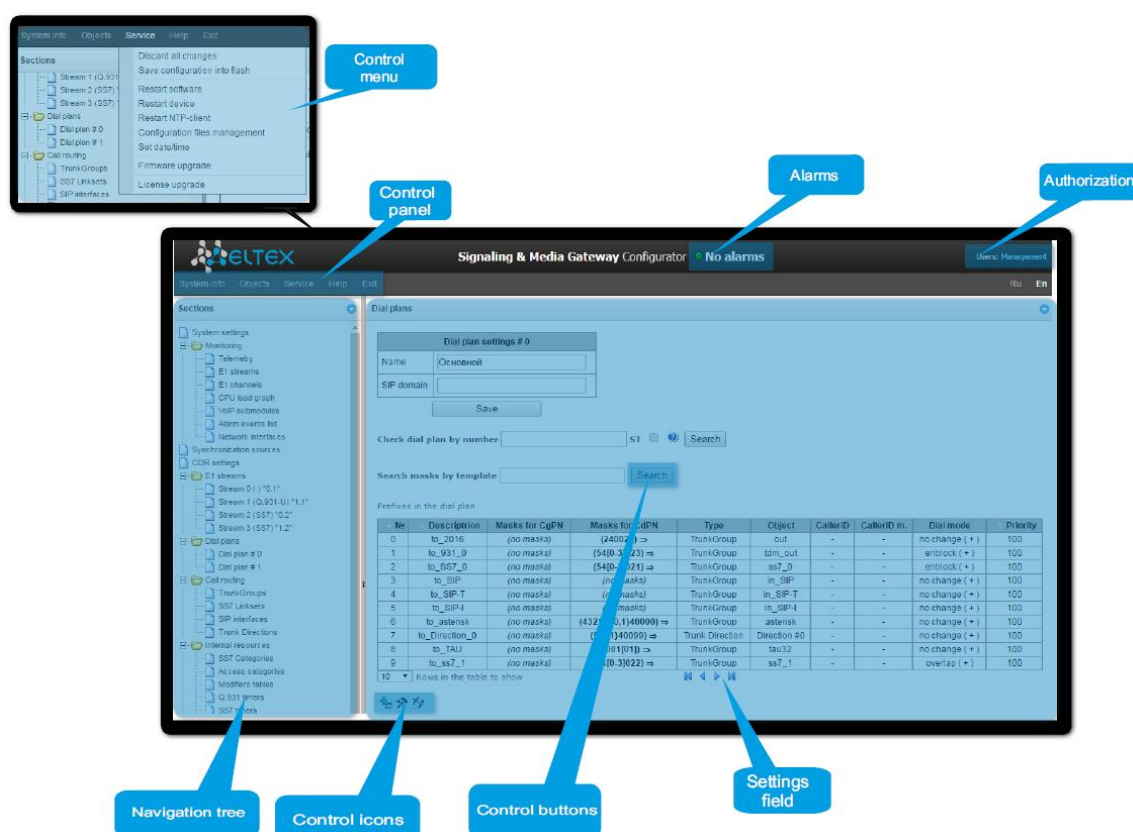 System info Objects Service Help Exit
Sections
Stream 1 (Q.931
Stream 2 (SS7) "
Stream 3 (SS7) "
Dial plans
Dial plan # 0
Dial plan # 1
Call routing
TrunkGroups
SS7 Linksets
SIP interfaces
Discard all changes
Save configuration into flash
Restart software
Restart device
Restart NTP-client
Configuration files management
Set date/time
Firmware upgrade
License upgrade
Control menu
Control panel
Alarms
Authorization
ELTEX
Signaling & Media Gateway Configurator No alarms
Users: Management
System info Objects Service Help Exit
Ru En
Sections
System settings
Monitoring
Telemetry
E1 streams
E1 channels
CPU load graph
VoIP submodules
Alarm events list
Network interfaces
Synchronization sources
CDR settings
E1 streams
Stream 0 ( ) "0.1"
Stream 1 (Q.931-U) "1.1"
Stream 2 (SS7) "0.2"
Stream 3 (SS7) "1.2"
Dial plans
Dial plan # 0
Dial plan # 1
Call routing
TrunkGroups
SS7 Linksets
SIP interfaces
Trunk Directions
Internal resources
SS7 Categories
Access categories
Modifiers tables
Q.931 timers
SS7 timers
Dial plans
Dial plan settings # 0
Name Основной
SIP domain
Save
Check dial plan by number ST Search
Search masks by template Search
Prefixes in the dial plan
№ Descriptrion Masks for CgPN Masks for CdPN Type Object CallerID CallerID m. Dial mode Priority
0 to_2016 (no masks) TrunkGroup out - - no change ( + ) 100
1 to_931_0 (no masks) TrunkGroup tdm_out - - enblock ( + ) 100
2 to_SS7_0 (no masks) TrunkGroup ss7_0 - - enblock ( + ) 100
3 to_SIP (no masks) (no masks) TrunkGroup in_SIP - - no change ( + ) 100
4 to_SIP-T (no masks) (no masks) TrunkGroup in_SIP-T - - no change ( + ) 100
5 to_SIP-I (no masks) (no masks) TrunkGroup in_SIP-I - - no change ( + ) 100
6 to_asterisk (no masks) TrunkGroup asterisk - - no change ( + ) 100
7 to_Direction_0 (no masks) Trunk Direction Direction #0 - - no change ( + ) 100
8 to_TAU (no masks) TrunkGroup tau32 - - no change ( + ) 100
9 to_ss7_1 (no masks) TrunkGroup ss7_1 - - overlap ( + ) 100
10 Rows in the table to show
Navigation tree
Control icons
Control buttons
Settings field